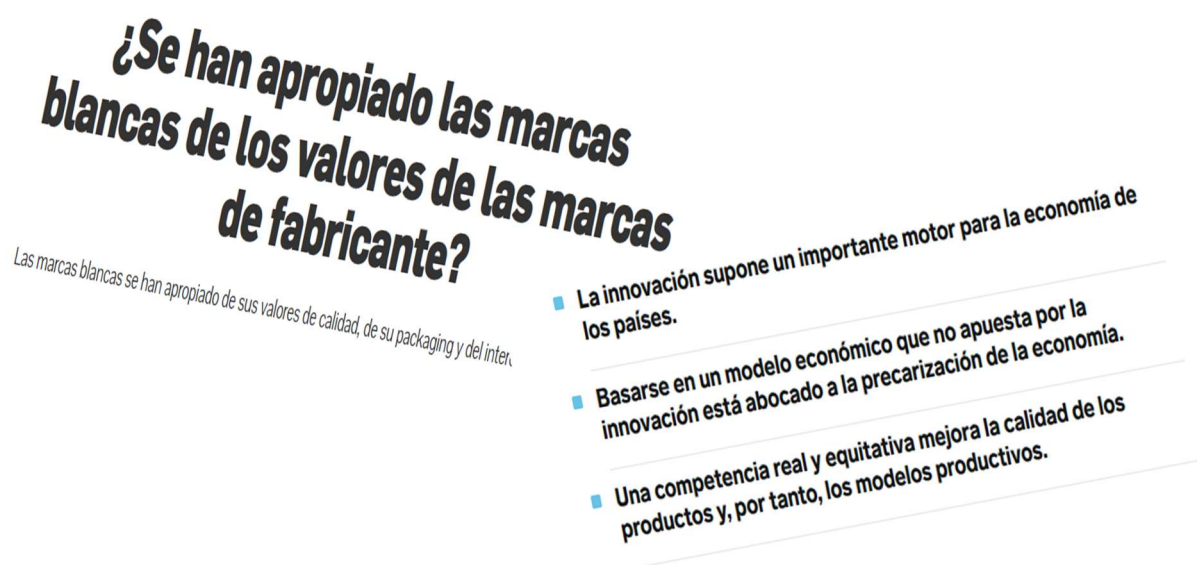 ¿Se han apropiado las marcas
blancas de los valores de las marcas
de fabricante?
Las marcas blancas se han apropiado de sus valores de calidad, de su packaging y del
La innovación supone un importante motor para la economía de
los países.
Basarse en un modelo económico que no apuesta por la
innovación está abocado a la precarización de la economía.
Una competencia real y equitativa mejora la calidad de los
productos y, por tanto, los modelos productivos.